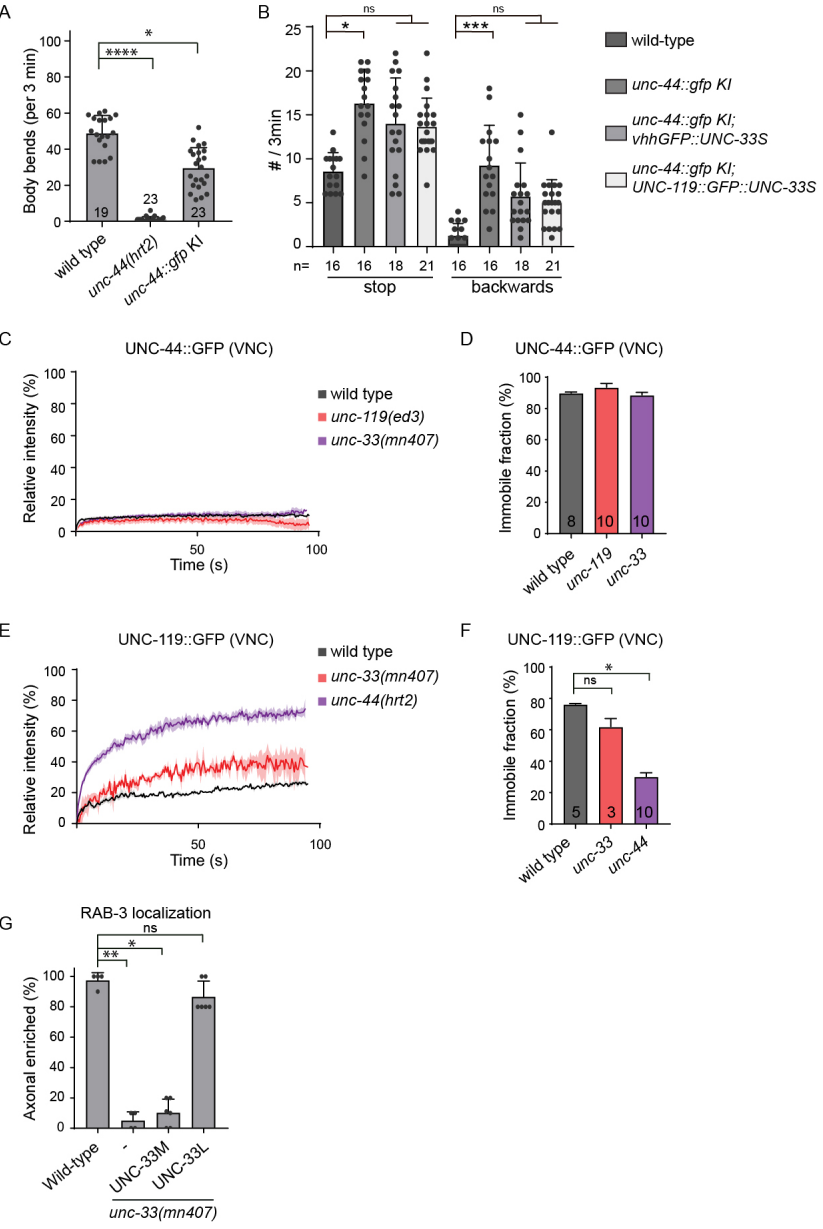 A
Body bends (per 3 min)
100
80
60
40
20
0
*
****
19
23
23
wild type
unc-44(hrt2)
unc-44::gfp KI
B
# / 3min
25
20
15
10
5
0
ns
*
ns
***
n= 16 16 18 21 16 16 18 21
stop backwards
wild-type
unc-44::gfp KI
unc-44::gfp KI;
vhhGFP::UNC-33S
unc-44::gfp KI;
UNC-119::GFP::UNC-33S
C
UNC-44::GFP (VNC)
Relative intensity (%)
100
80
60
40
20
0
50 100
Time (s)
wild type
unc-119(ed3)
unc-33(mn407)
D
UNC-44::GFP (VNC)
Immobile fraction (%)
100
80
60
40
20
0
8 10 10
wild type
unc-119
unc-33
E
UNC-119::GFP (VNC)
Relative intensity (%)
100
80
60
40
20
0
50 100
Time (s)
wild type
unc-33(mn407)
unc-44(hrt2)
F
UNC-119::GFP (VNC)
Immobile fraction (%)
100
80
60
40
20
0
*
ns
5 3 10
wild type
unc-33
unc-44
G
RAB-3 localization
Axonal enriched (%)
100
80
60
40
20
0
ns
*
**
Wild-type
-
UNC-33M
UNC-33L
unc-33(mn407)